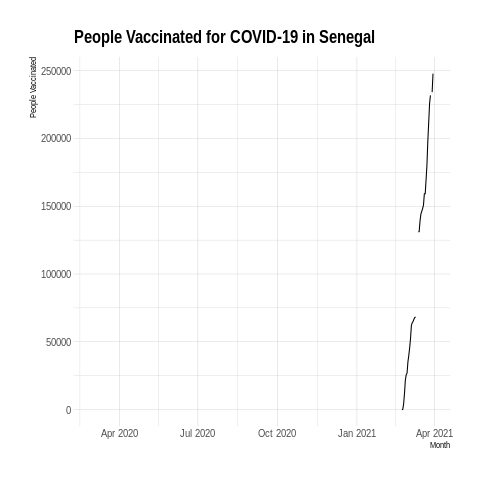 People Vaccinated for COVID-19 in Senegal
People Vaccinated
250000
200000
150000
100000
50000
0
Apr 2020 Jul 2020 Oct 2020 Jan 2021 Apr 2021
Month